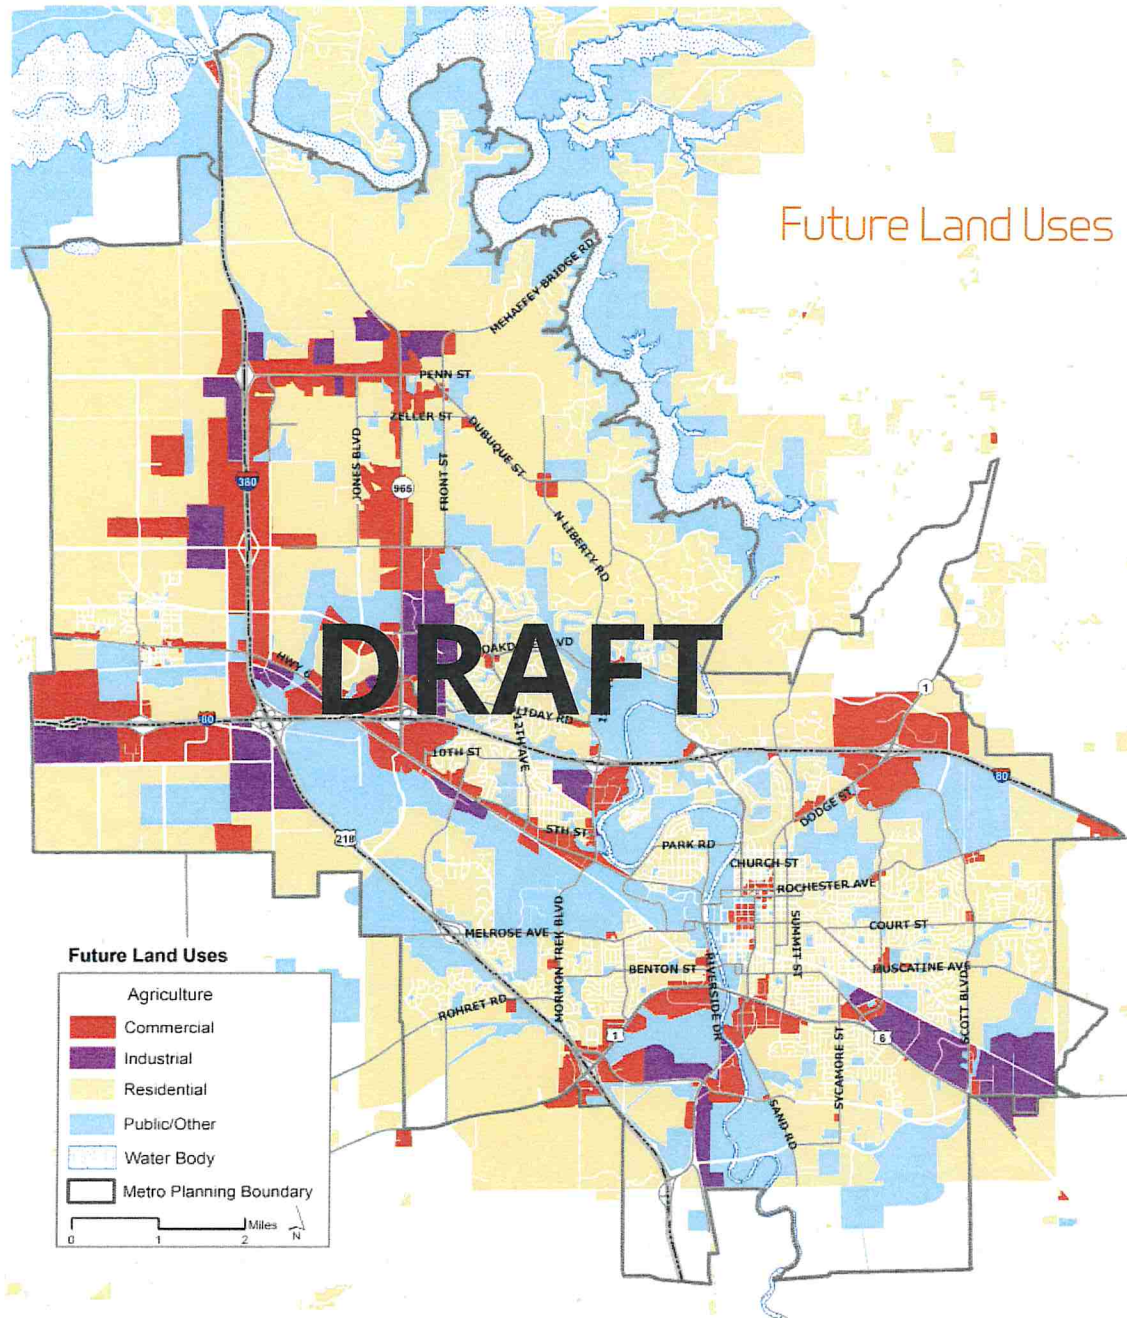 Future Land Uses
MEHAFFEY BRIDGE RD
PENN ST
ZELLER ST
DUBUQUE ST
JONES BLVD
FRONT ST
380
965
N LIBERTY RD
DRAFT
HWY 6
OAKD VD
LIDAY RD
12TH AVE
1
80
10TH ST
80
218
5TH ST
DODGE ST
PARK RD
CHURCH ST
ROCHESTER AVE
MORMON TREK BLVD
MELROSE AVE
SUMMIT ST
COURT ST
BENTON ST
RIVERSIDE DR
MUSCATINE AVE
SCOTT BLVD
ROHRET RD
1
6
SYCAMORE ST
SAND RD
Future Land Uses
Agriculture
Commercial
Industrial
Residential
Public/Other
Water Body
Metro Planning Boundary
Miles
0 1 2
N